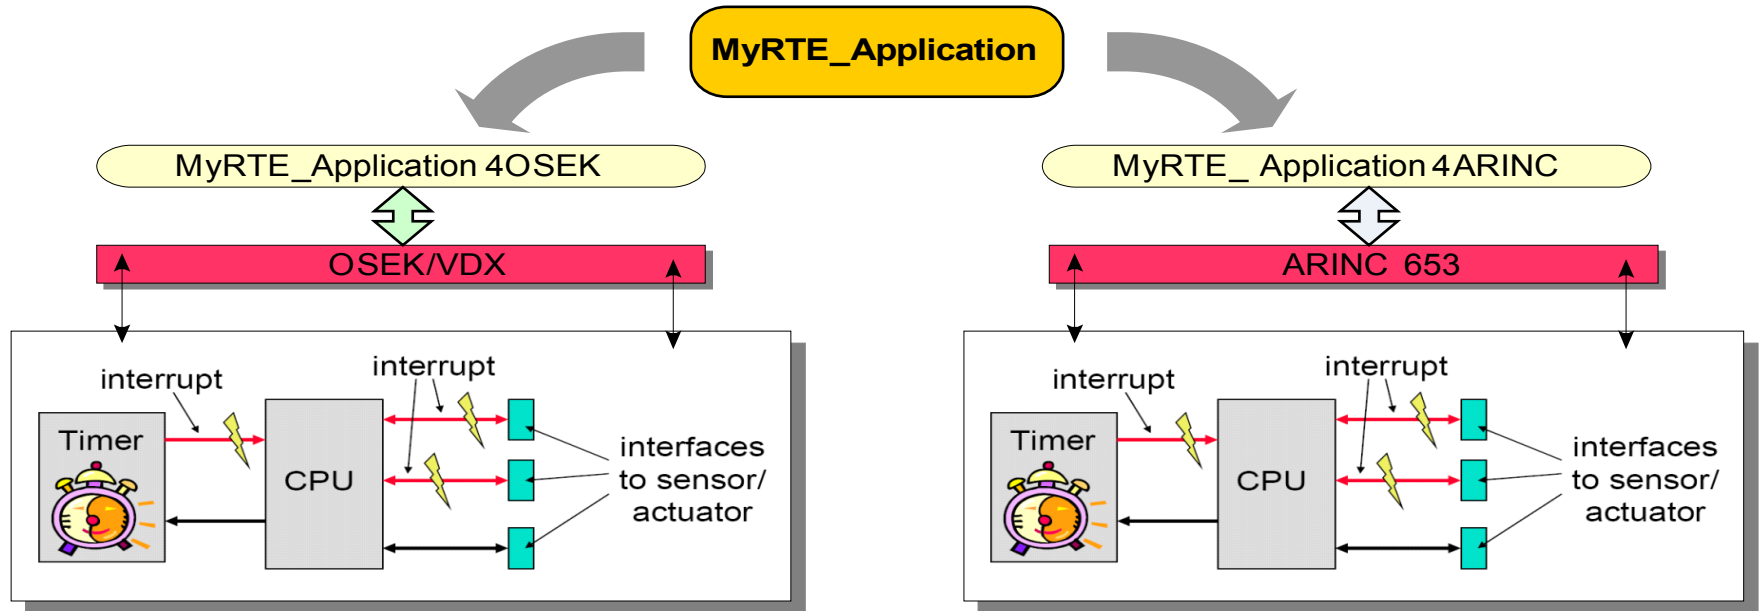 MyRTE_Application
MyRTE_Application 4OSEK
OSEK/VDX
interrupt
interrupt
Timer
CPU
interfaces
to sensor/
actuator
MyRTE_ Application 4ARINC
ARINC 653
interrupt
interrupt
Timer
CPU
interfaces
to sensor/
actuator